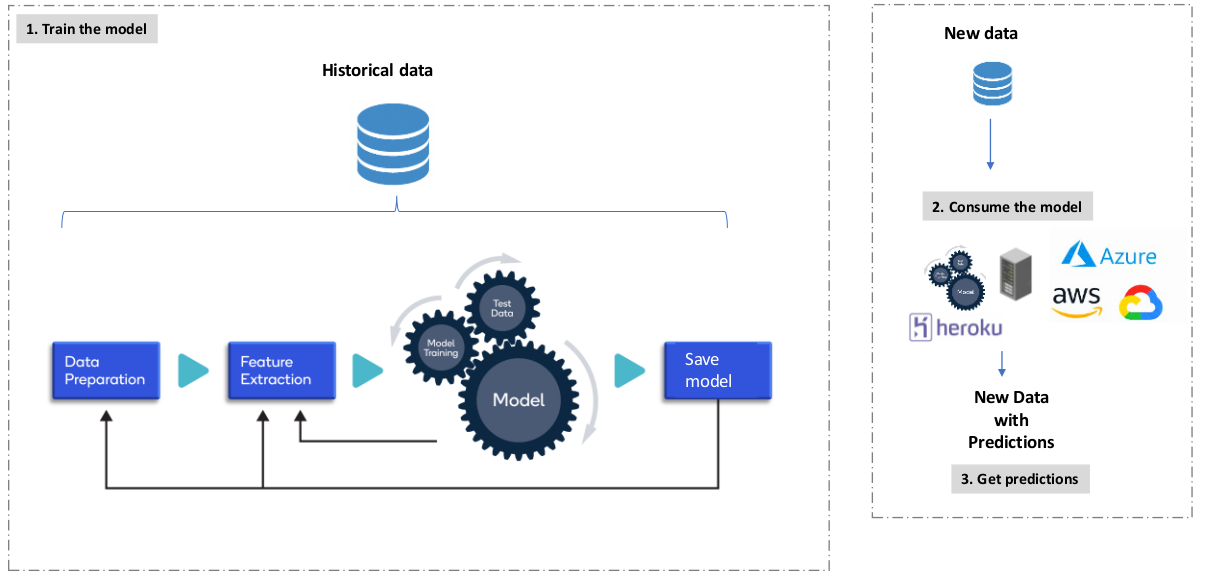 1. Train the model
Historical data
Data
Preparation
Feature
Extraction
Test
Data
Model
Training
Model
Save
model
New data
2. Consume the model
Model
Azure
aws
heroku
New Data
with
Predictions
3. Get predictions